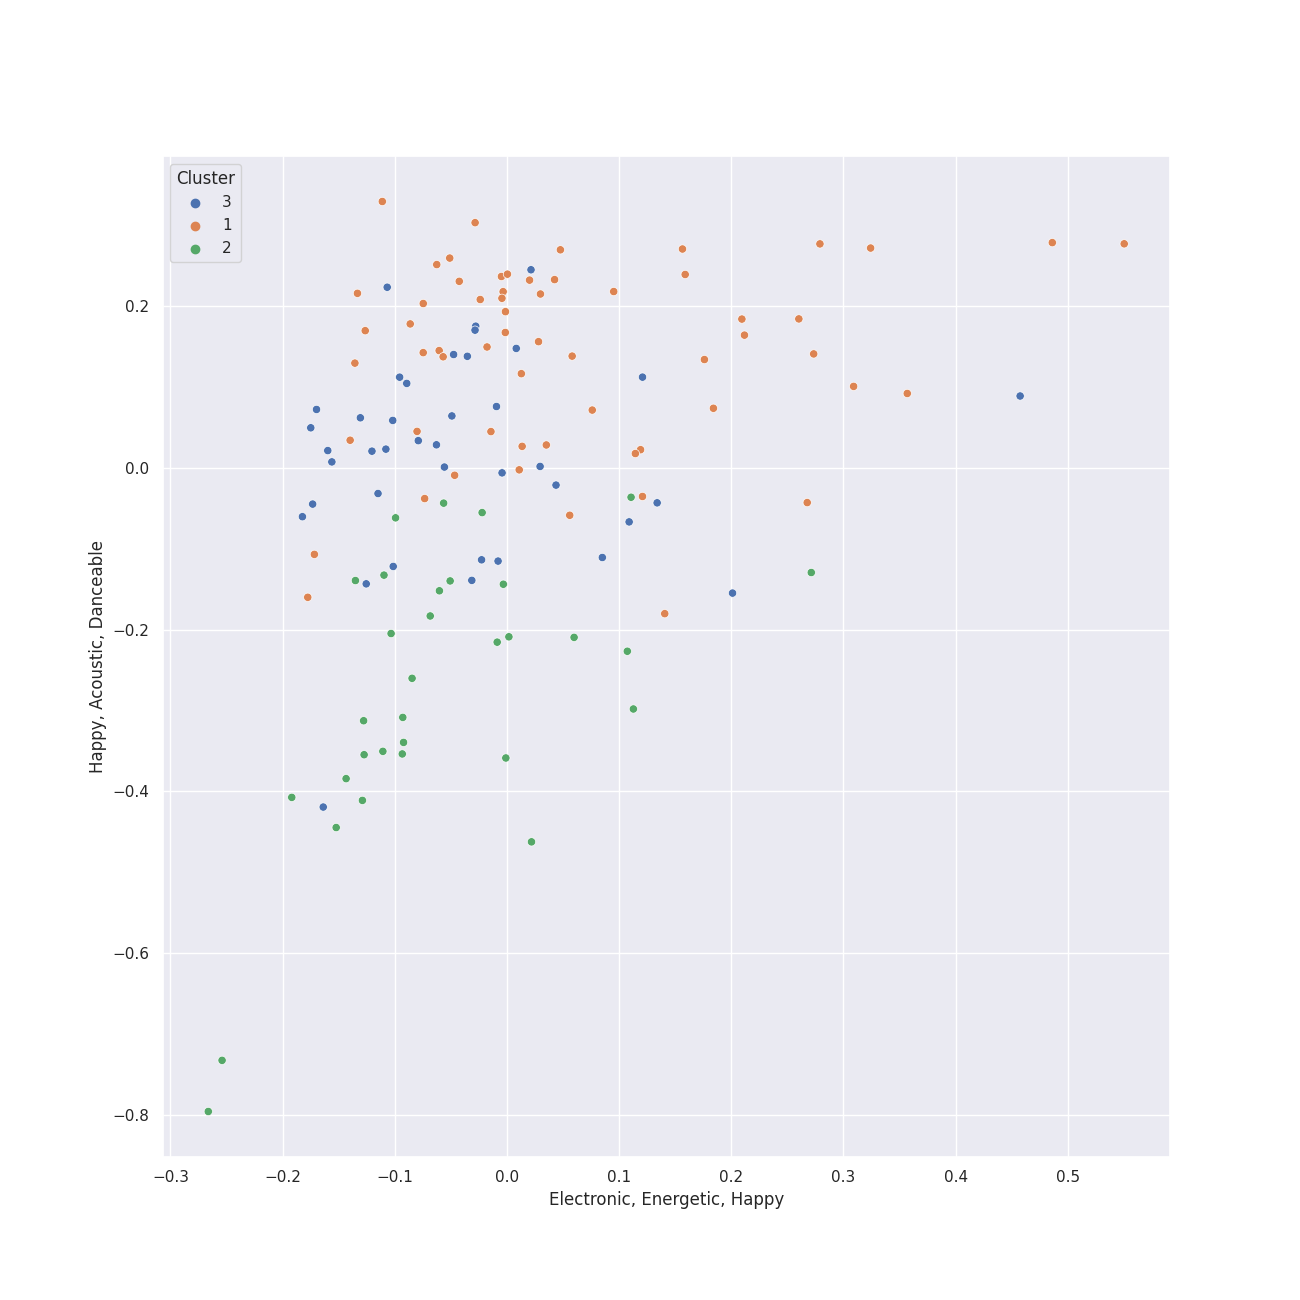 Cluster
3
1
2
0.2
0.0
−0.2
−0.4
−0.6
−0.8
Happy, Acoustic, Danceable
−0.3 −0.2 −0.1 0.0 0.1 0.2 0.3 0.4 0.5
Electronic, Energetic, Happy